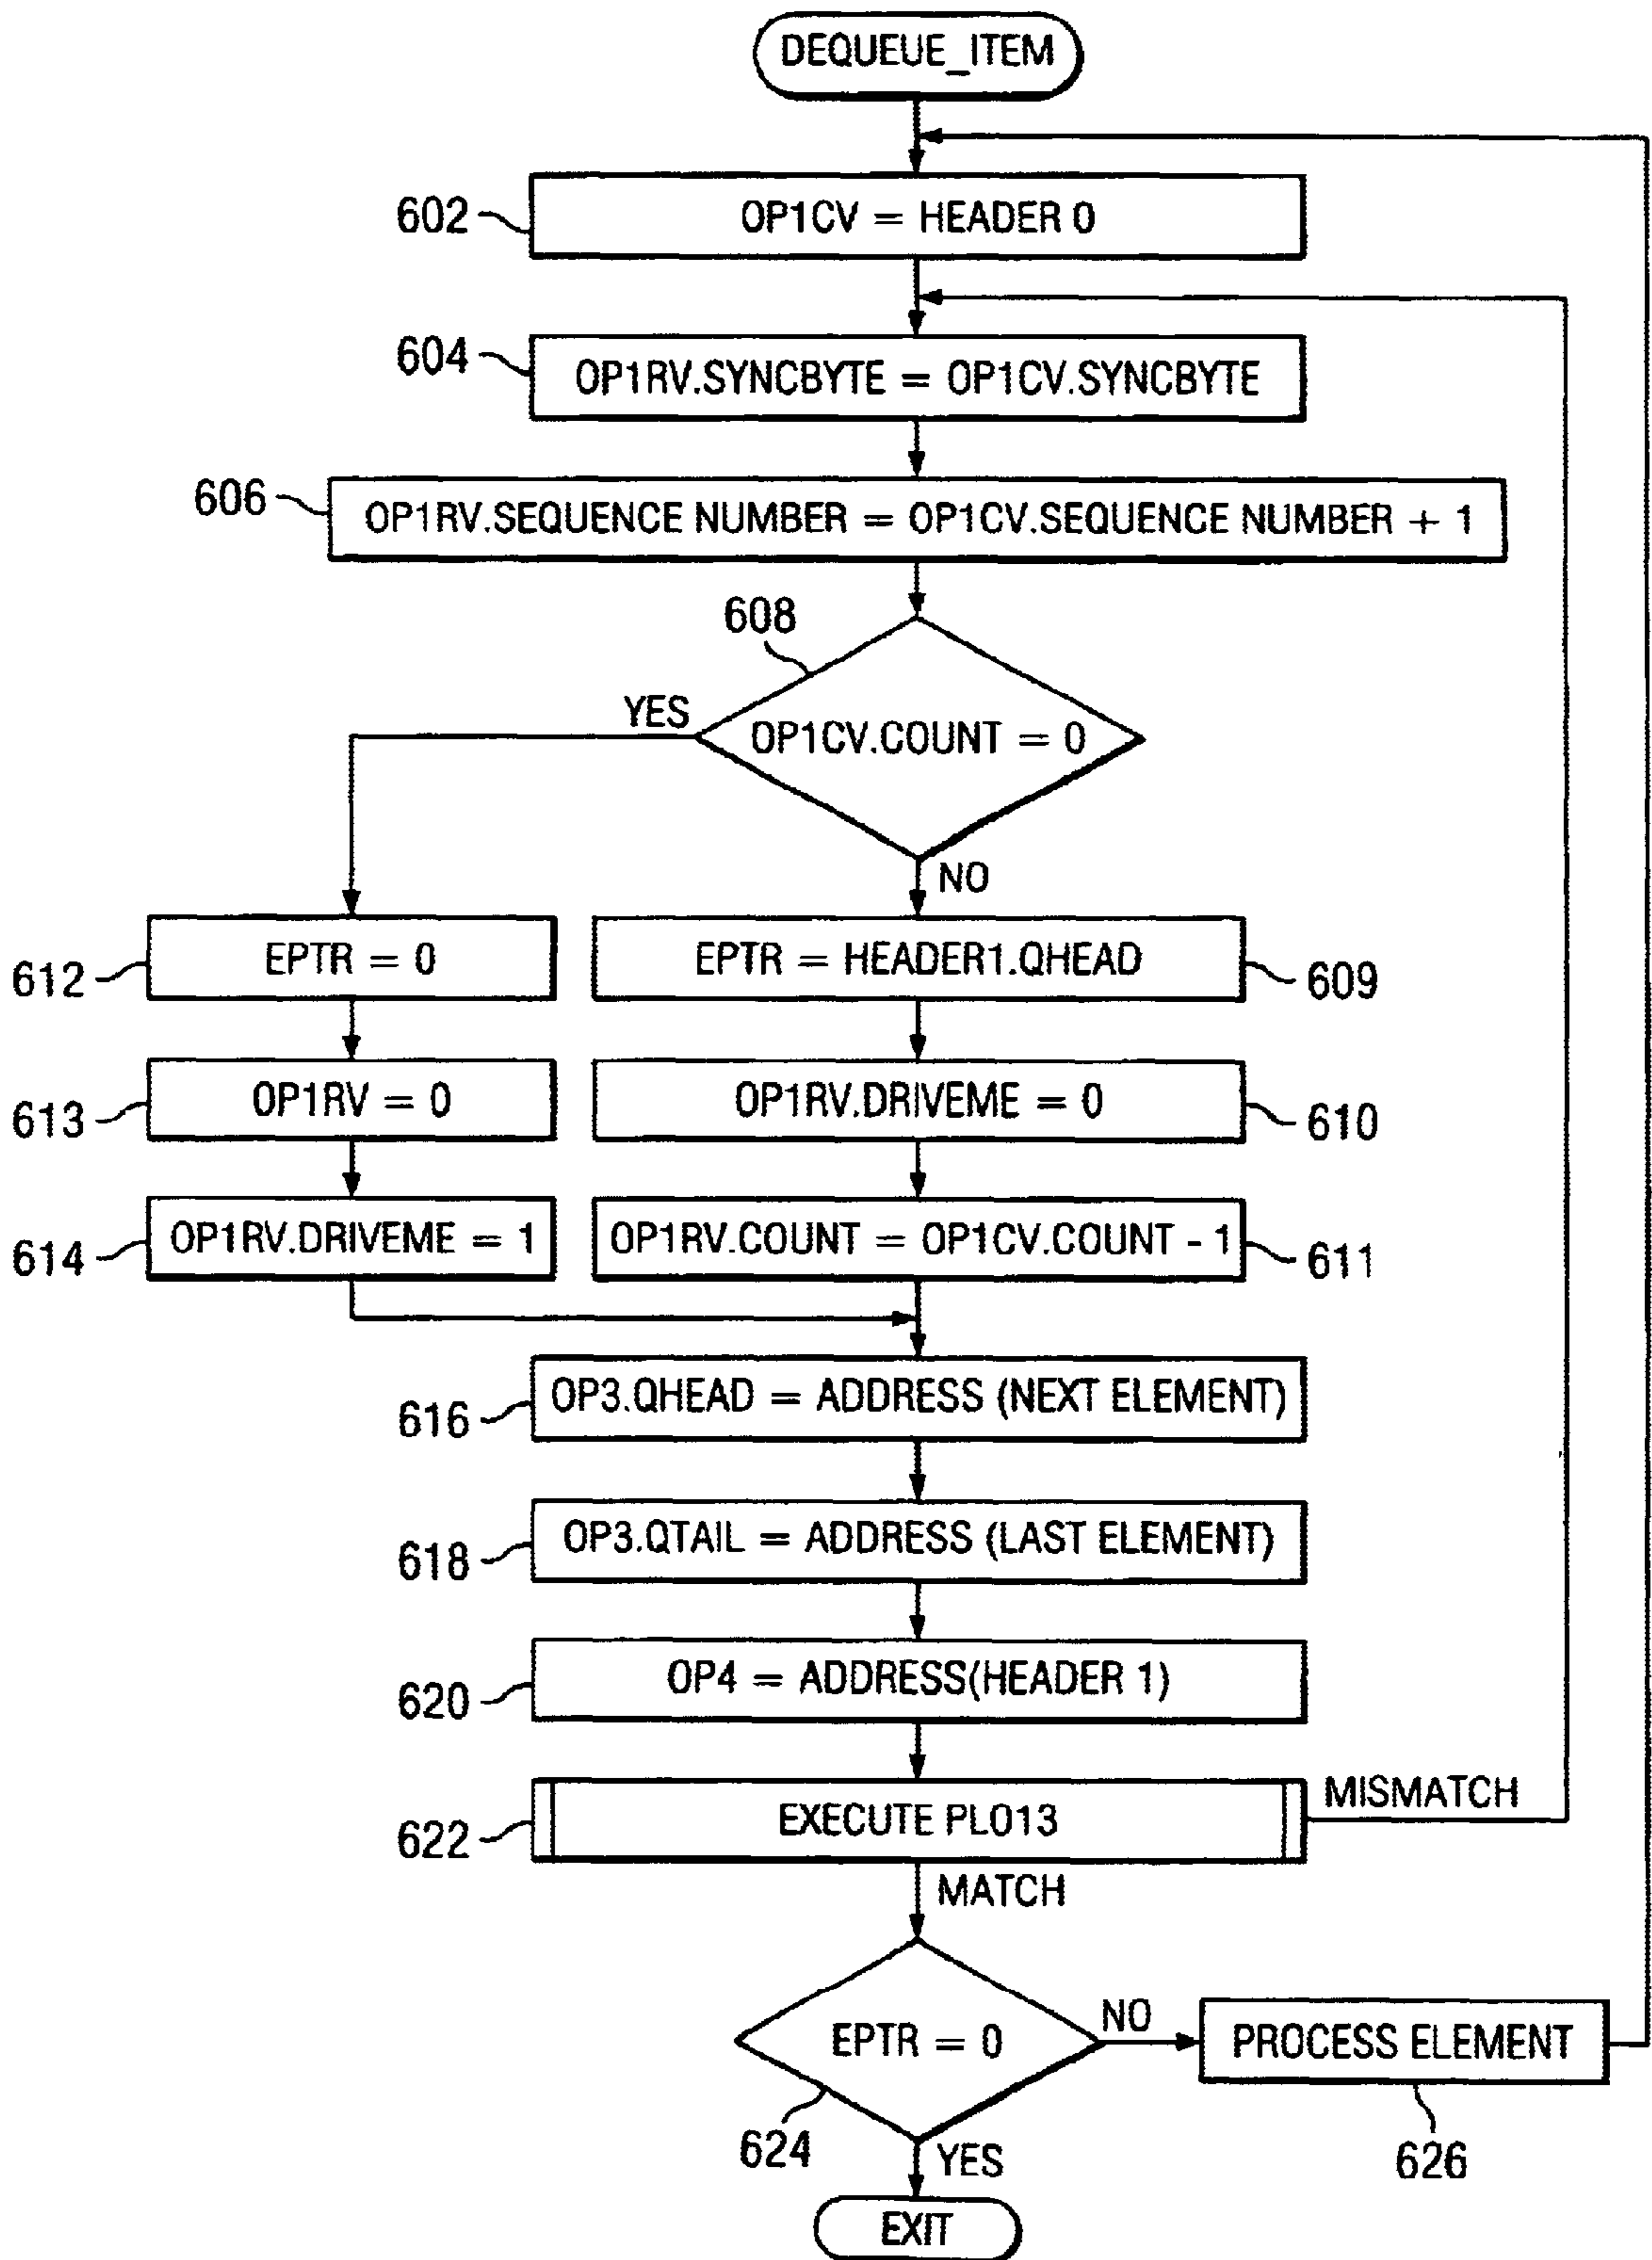 DEQUEUE_ITEM
602
OP1CV = HEADER 0
604
OP1RV.SYNCBYTE = OP1CV.SYNCBYTE
606
OP1RV.SEQUENCE NUMBER = OP1CV.SEQUENCE NUMBER + 1
608
YES
OP1CV.COUNT = 0
NO
612
EPTR = 0
EPTR = HEADER1.QHEAD
609
613
OP1RV = 0
OP1RV.DRIVEME = 0
610
614
OP1RV.DRIVEME = 1
OP1RV.COUNT = OP1CV.COUNT - 1
611
616
OP3.QHEAD = ADDRESS (NEXT ELEMENT)
618
OP3.QTAIL = ADDRESS (LAST ELEMENT)
620
OP4 = ADDRESS(HEADER 1)
622
EXECUTE PLO13
MISMATCH
MATCH
EPTR = 0
NO
PROCESS ELEMENT
624
YES
626
EXIT